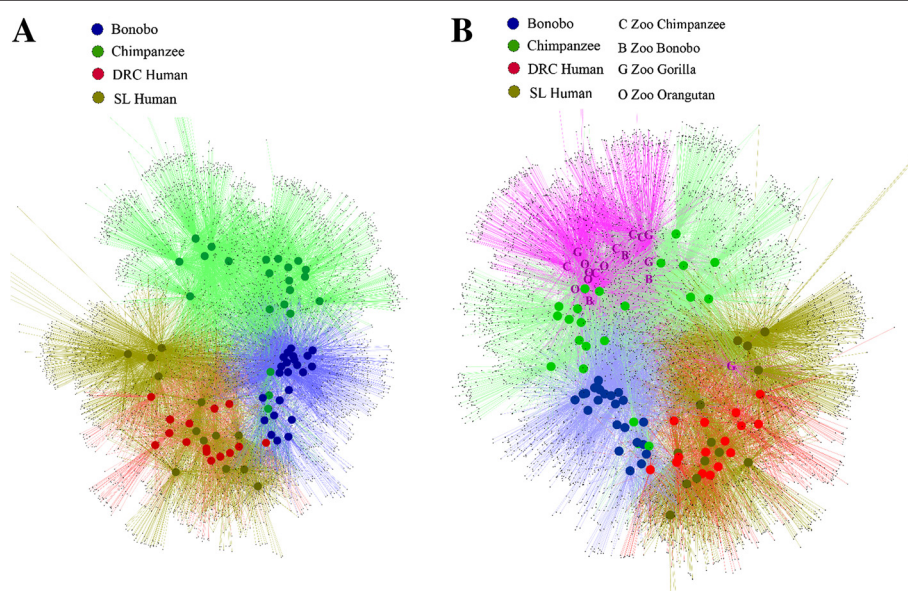 A
Bonobo
Chimpanzee
DRC Human
SL Human
B
Bonobo
C Zoo Chimpanzee
Chimpanzee
B Zoo Bonobo
DRC Human
G Zoo Gorilla
SL Human
O Zoo Orangutan
C
C
G
C
B
G
C
O
O
G
B
O
B
G